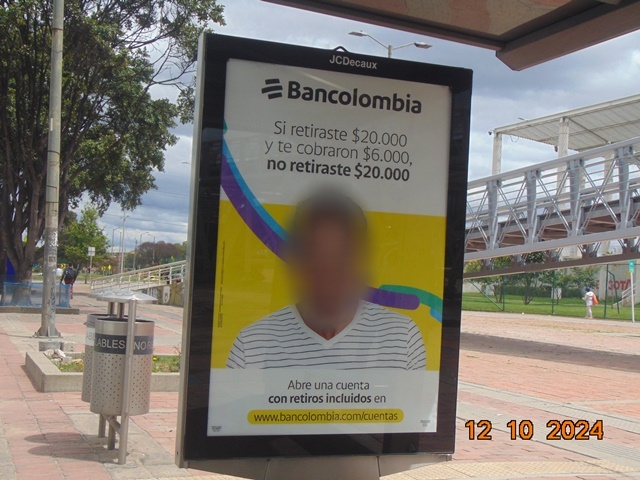 JCDecaux
Bancolombia
Si retiraste $20.000
y te cobraron $6.000,
no retiraste $20.000
Abre una cuenta
con retiros incluidos en
www.bancolombia.com/cuentas
ABLES
NO
12 10 2024